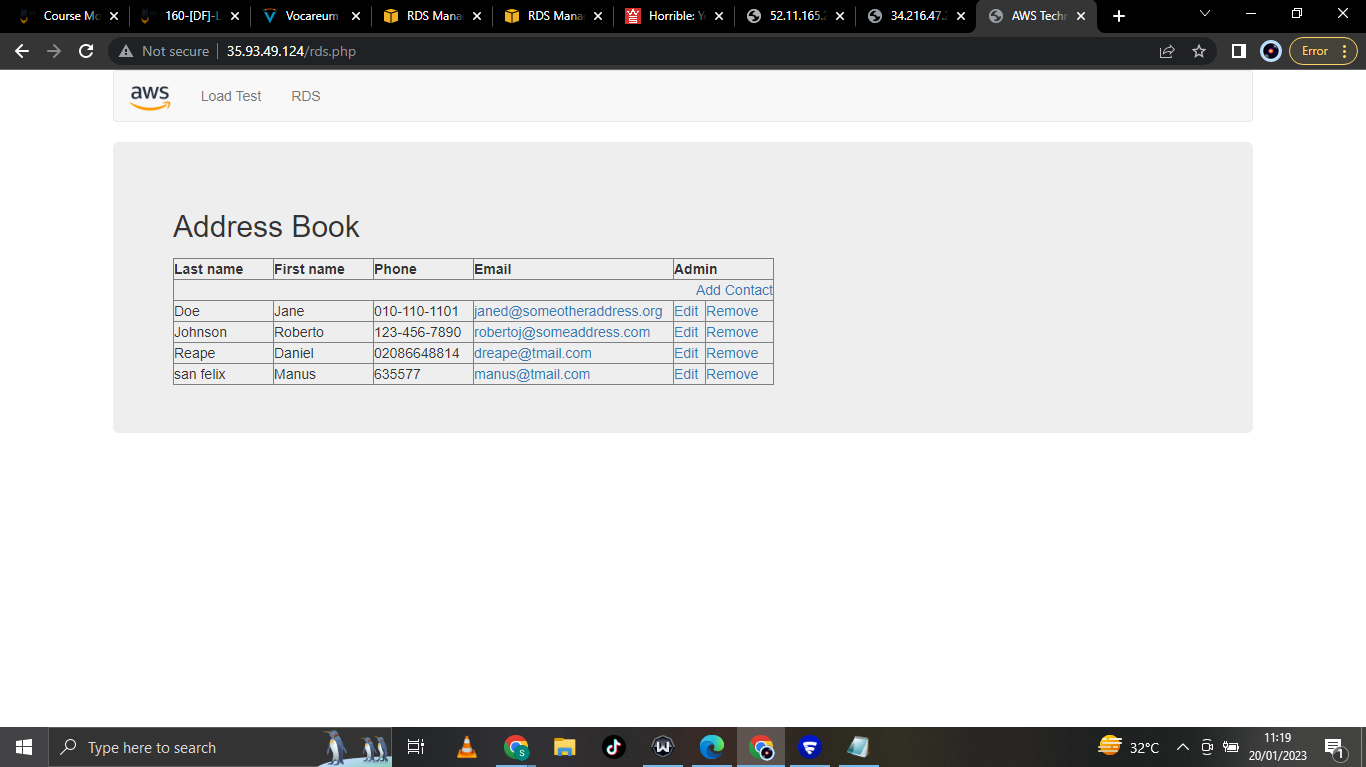 Course Mo 160-[DF]-L Vocareum RDS Mana RDS Mana Horrible: Yo 52.11.165.2 34.216.47.2 AWS Techn
Not secure 35.93.49.124/rds.php Error
aws Load Test RDS
Address Book
Last name First name Phone Email Admin
Add Contact
Doe Jane 010-110-1101 janed@someotheraddress.org Edit Remove
Johnson Roberto 123-456-7890 robertoj@someaddress.com Edit Remove
Reape Daniel 02086648814 dreape@tmail.com Edit Remove
san felix Manus 635577 manus@tmail.com Edit Remove
Type here to search S 32°C 11:19
20/01/2023 1